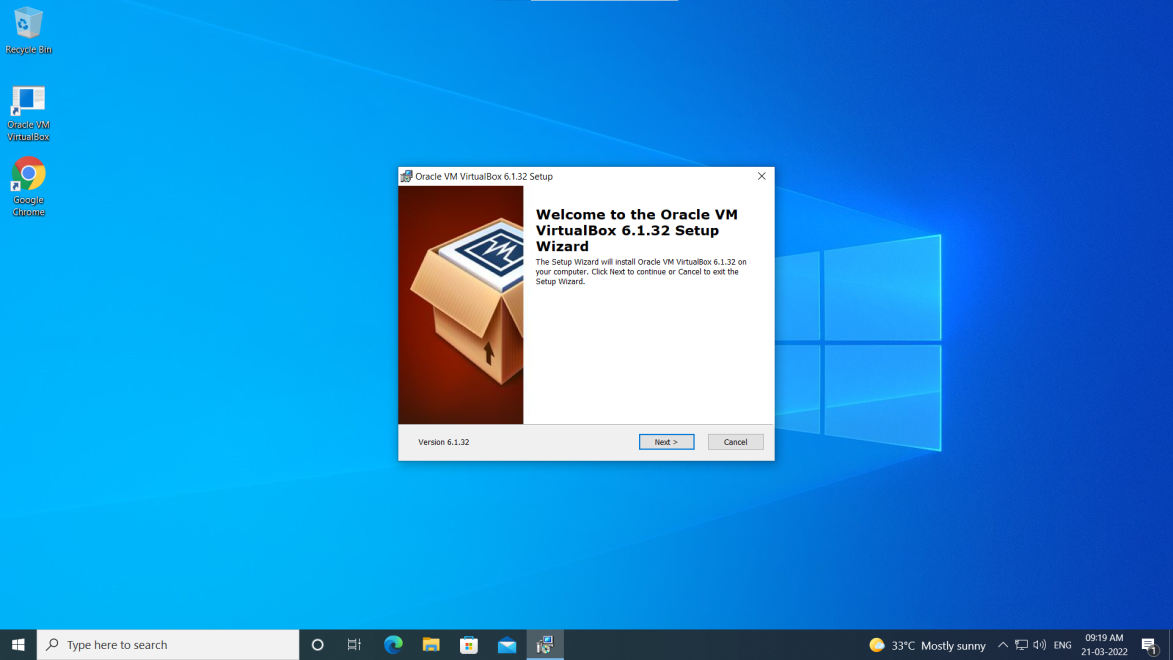 Recycle Bin
Oracle VM
VirtualBox
Google
Chrome
Oracle VM VirtualBox 6.1.32 Setup
Welcome to the Oracle VM
VirtualBox 6.1.32 Setup
Wizard
The Setup Wizard will install Oracle VM VirtualBox 6.1.32 on
your computer. Click Next to continue or Cancel to exit the
Setup Wizard.
Version 6.1.32
Next >
Cancel
Type here to search
33°C Mostly sunny
ENG
09:19 AM
21-03-2022
1